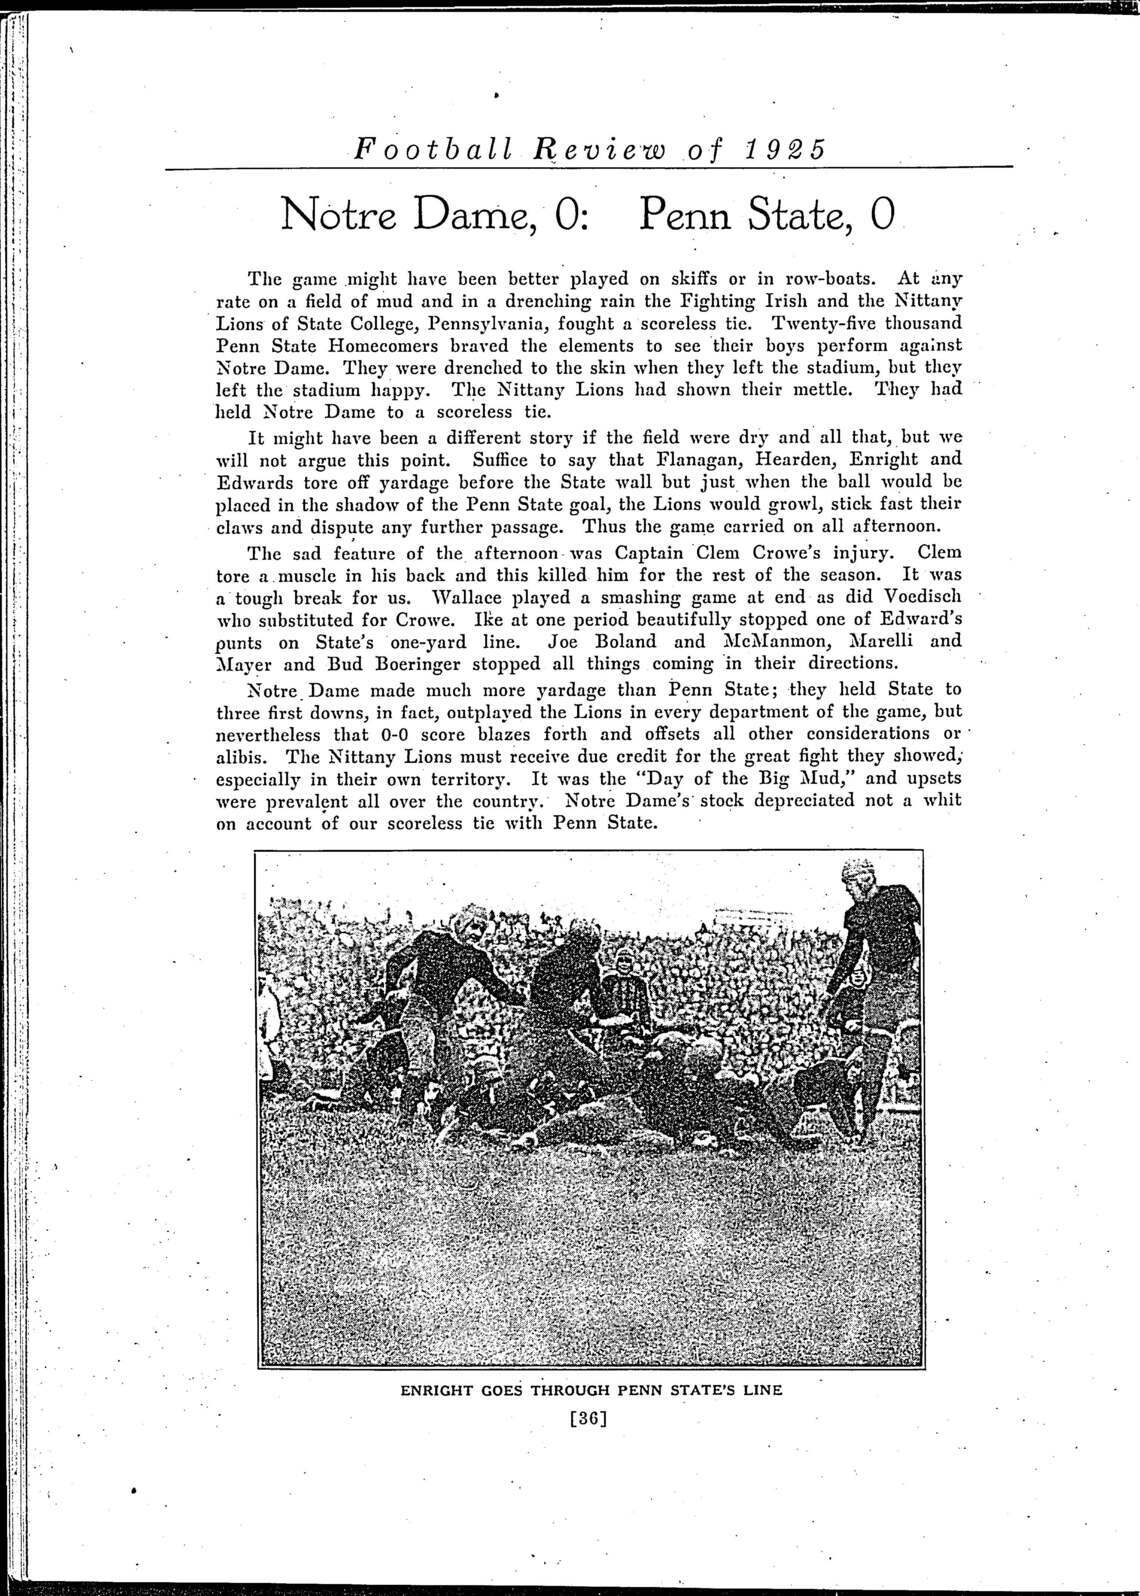 Football Review of 1925
Notre Dame, 0: Penn State, 0
The game might have been better played on skiffs or in row-boats. At any
rate on a field of mud and in a drenching rain the Fighting Irish and the Nittany
Lions of State College, Pennsylvania, fought a scoreless tie. Twenty-five thousand
Penn State Homecomers braved the elements to see their boys perform against
Notre Dame. They were drenched to the skin when they left the stadium, but they
left the stadium happy. The Nittany Lions had shown their mettle. They had
held Notre Dame to a scoreless tie.
It might have been a different story if the field were dry and all that, but we
will not argue this point. Suffice to say that Flanagan, Hearden, Enright and
Edwards tore off yardage before the State wall but just when the ball would be
placed in the shadow of the Penn State goal, the Lions would growl, stick fast their
claws and dispute any further passage. Thus the game carried on all afternoon.
The sad feature of the afternoon was Captain Clem Crowe's injury. Clem
tore a muscle in his back and this killed him for the rest of the season. It was
a tough break for us. Wallace played a smashing game at end as did Voedisch
who substituted for Crowe. Ike at one period beautifully stopped one of Edward's
punts on State's one-yard line. Joe Boland and McManmon, Marelli and
Mayer and Bud Boeringer stopped all things coming in their directions.
Notre Dame made much more yardage than Penn State; they held State to
three first downs, in fact, outplayed the Lions in every department of the game, but
nevertheless that 0-0 score blazes forth and offsets all other considerations or
alibis. The Nittany Lions must receive due credit for the great fight they showed,
especially in their own territory. It was the "Day of the Big Mud," and upsets
were prevalent all over the country. Notre Dame's stock depreciated not a whit
on account of our scoreless tie with Penn State.
ENRIGHT GOES THROUGH PENN STATE'S LINE
[36]